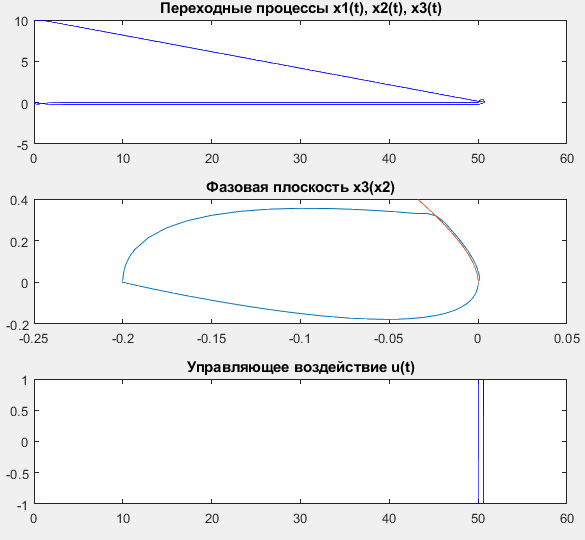 Переходные процессы x1(t), x2(t), x3(t)
10
5
0
-5
0 10 20 30 40 50 60
Фазовая плоскость x3(x2)
0.4
0.2
0
-0.2
-0.25 -0.2 -0.15 -0.1 -0.05 0 0.05
Управляющее воздействие u(t)
1
0.5
0
-0.5
-1
0 10 20 30 40 50 60